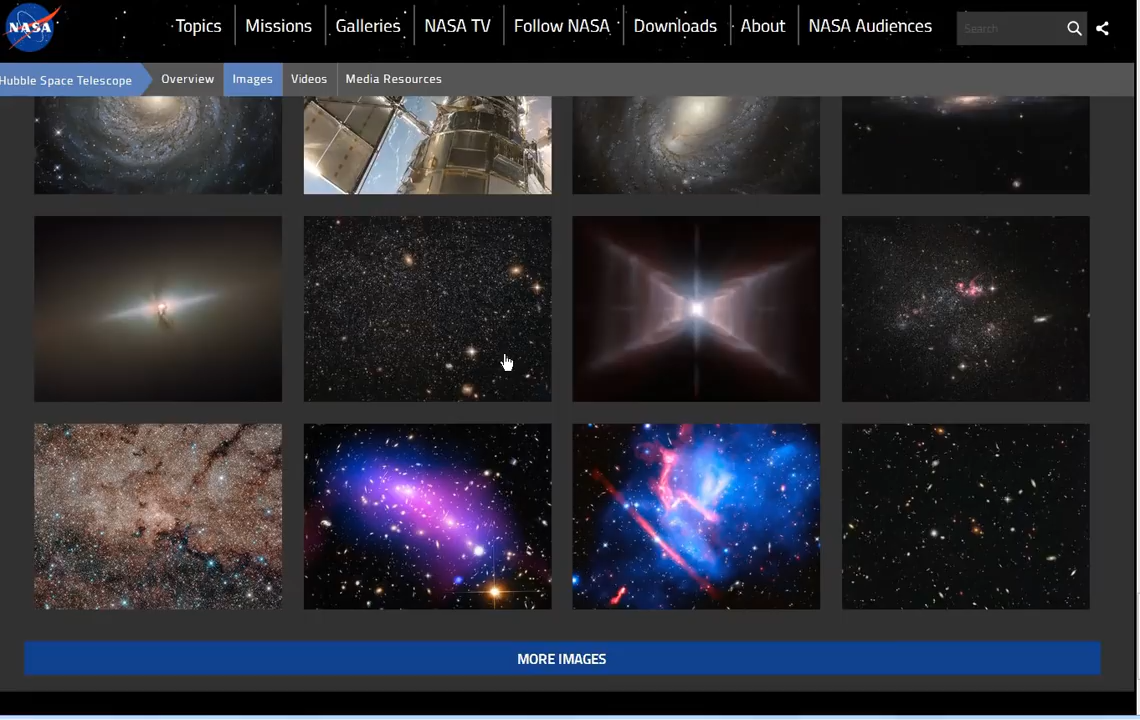 NASA
Topics
Missions
Galleries
NASA TV
Follow NASA
Downloads
About
NASA Audiences
Search
Hubble Space Telescope
Overview
Images
Videos
Media Resources
MORE IMAGES